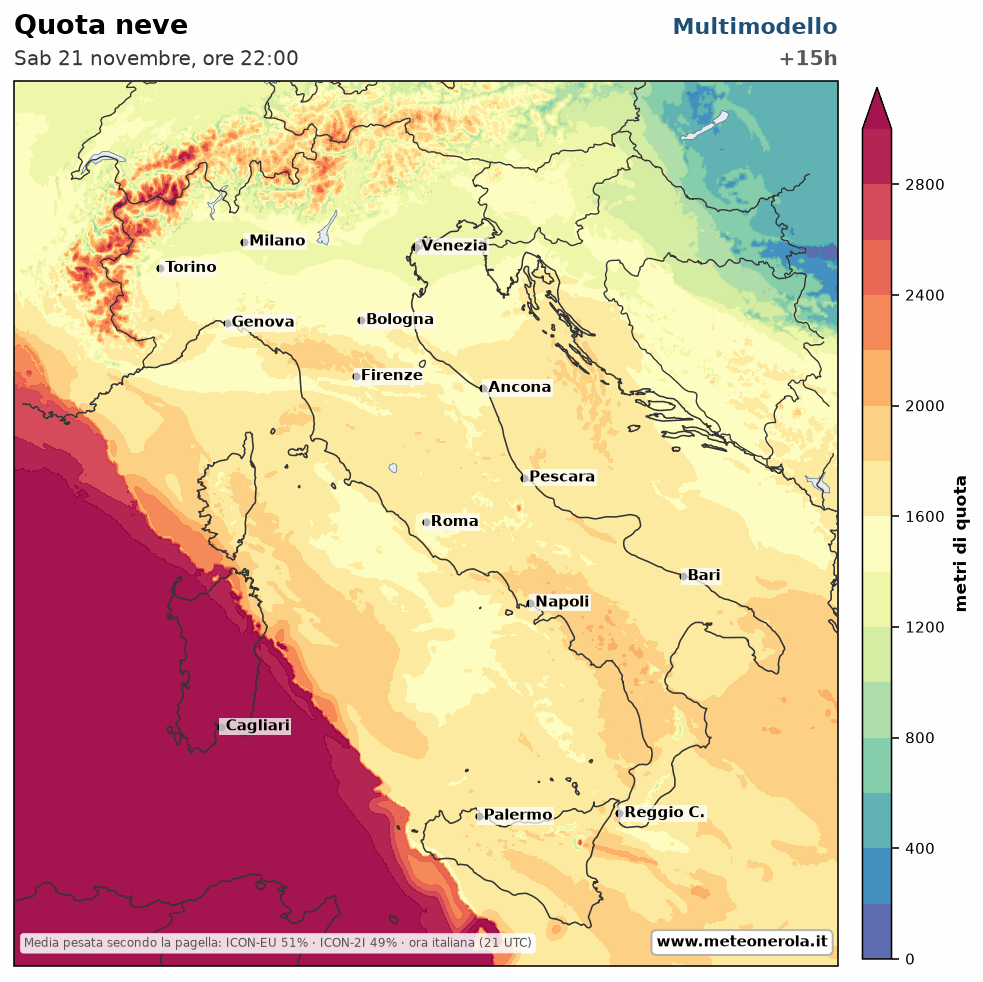 Quota neve
Multimodello
Sab 21 novembre, ore 22:00
+15h
Milano
Venezia
Torino
Genova
Bologna
Firenze
Ancona
Pescara
Roma
Bari
Napoli
Cagliari
Palermo
Reggio C.
2800
2400
2000
1600
1200
800
400
0
metri di quota
Media pesata secondo la pagella: ICON-EU 51% · ICON-2I 49% · ora italiana (21 UTC)
www.meteonerola.it